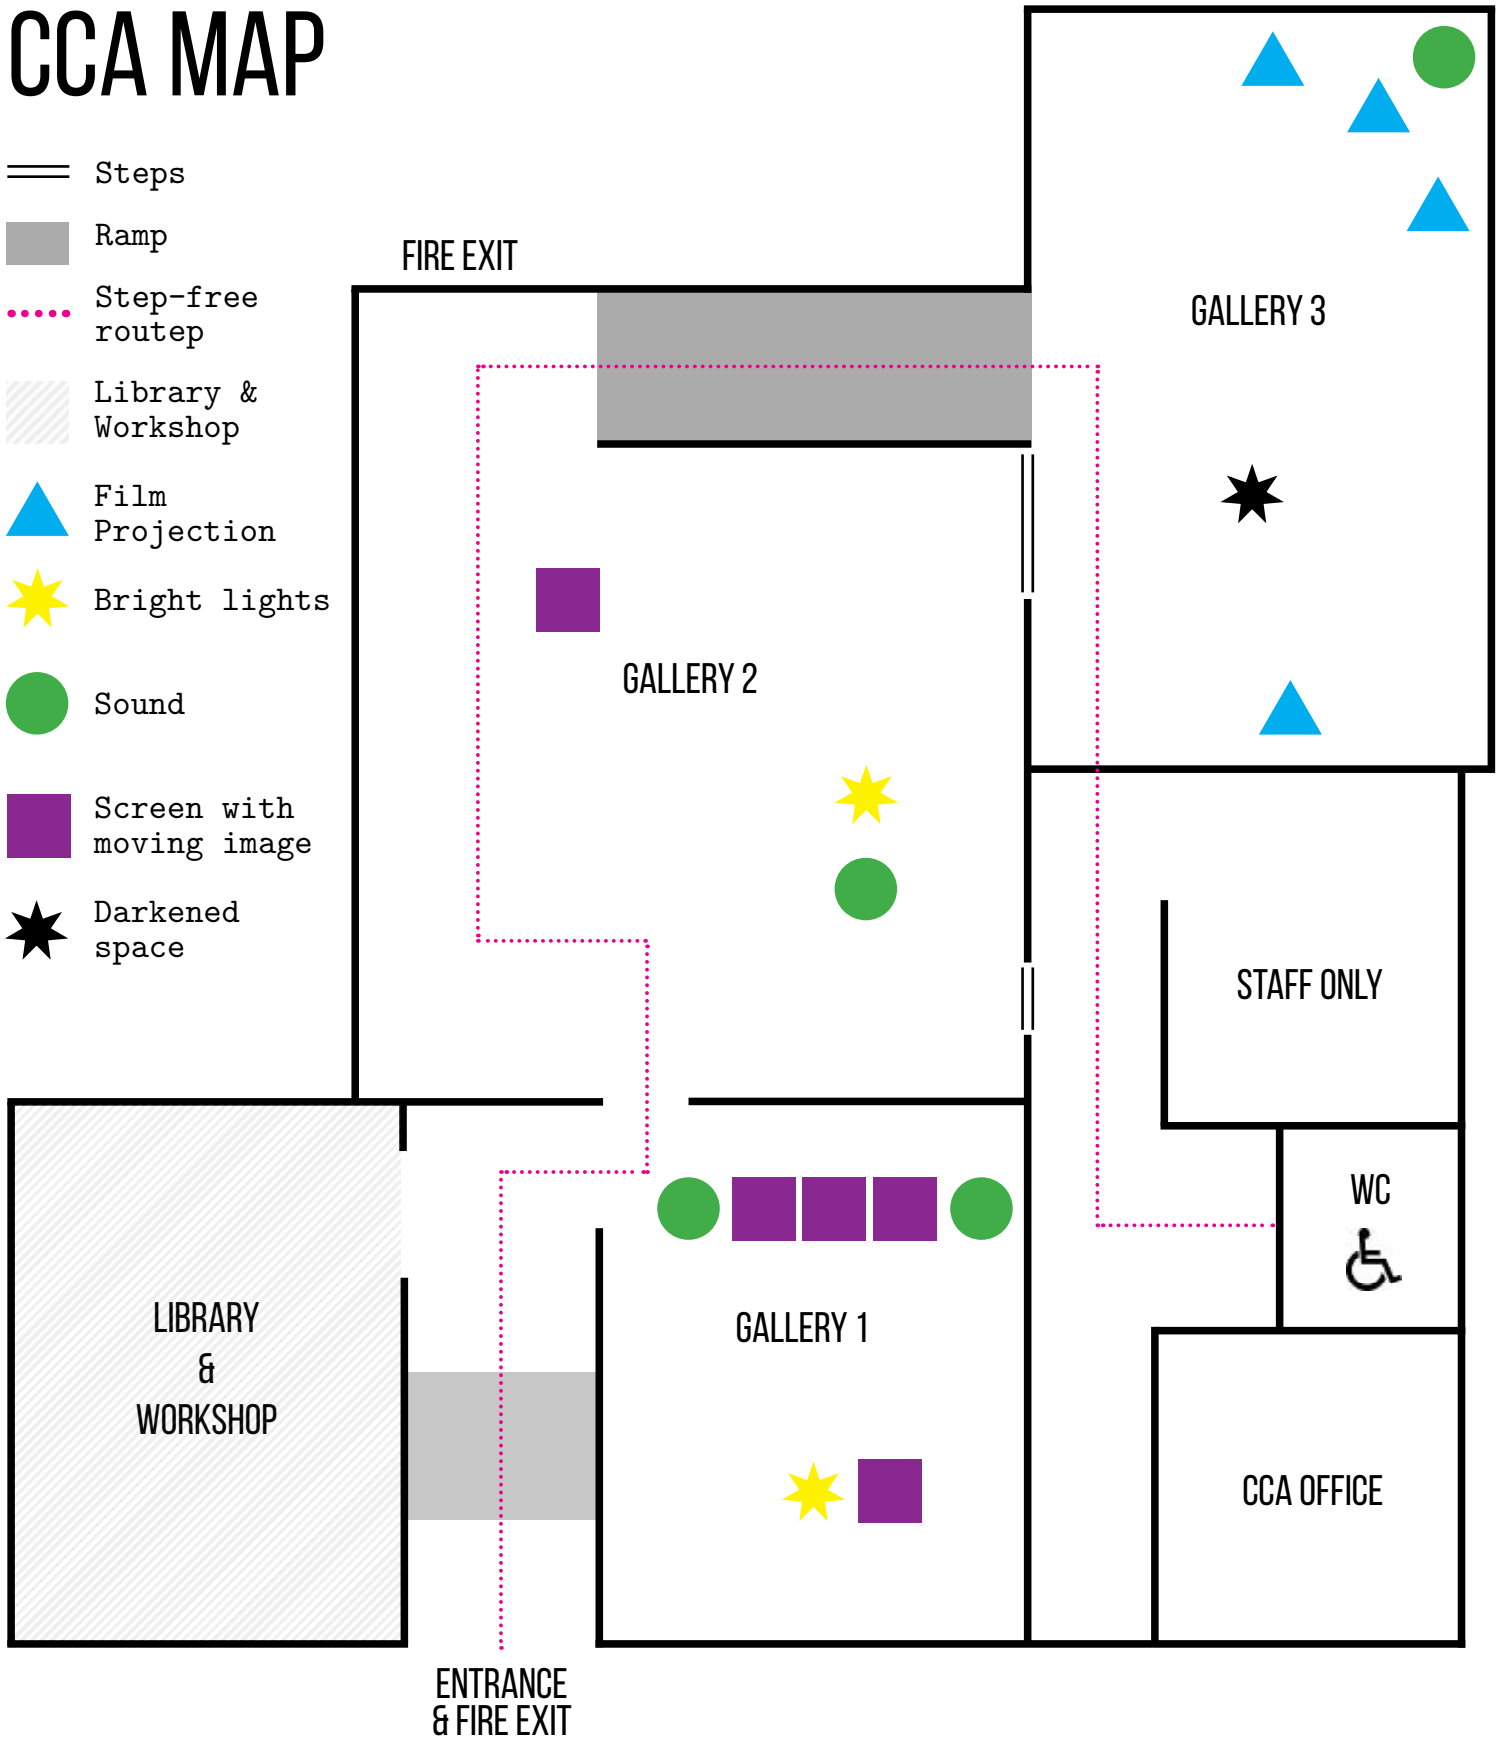 CCA MAP
Steps
Ramp
Step-free
routep
Library &
Workshop
Film
Projection
Bright lights
Sound
Screen with
moving image
Darkened
space
FIRE EXIT
GALLERY 3
GALLERY 2
STAFF ONLY
WC
LIBRARY
&
WORKSHOP
GALLERY 1
CCA OFFICE
ENTRANCE
& FIRE EXIT